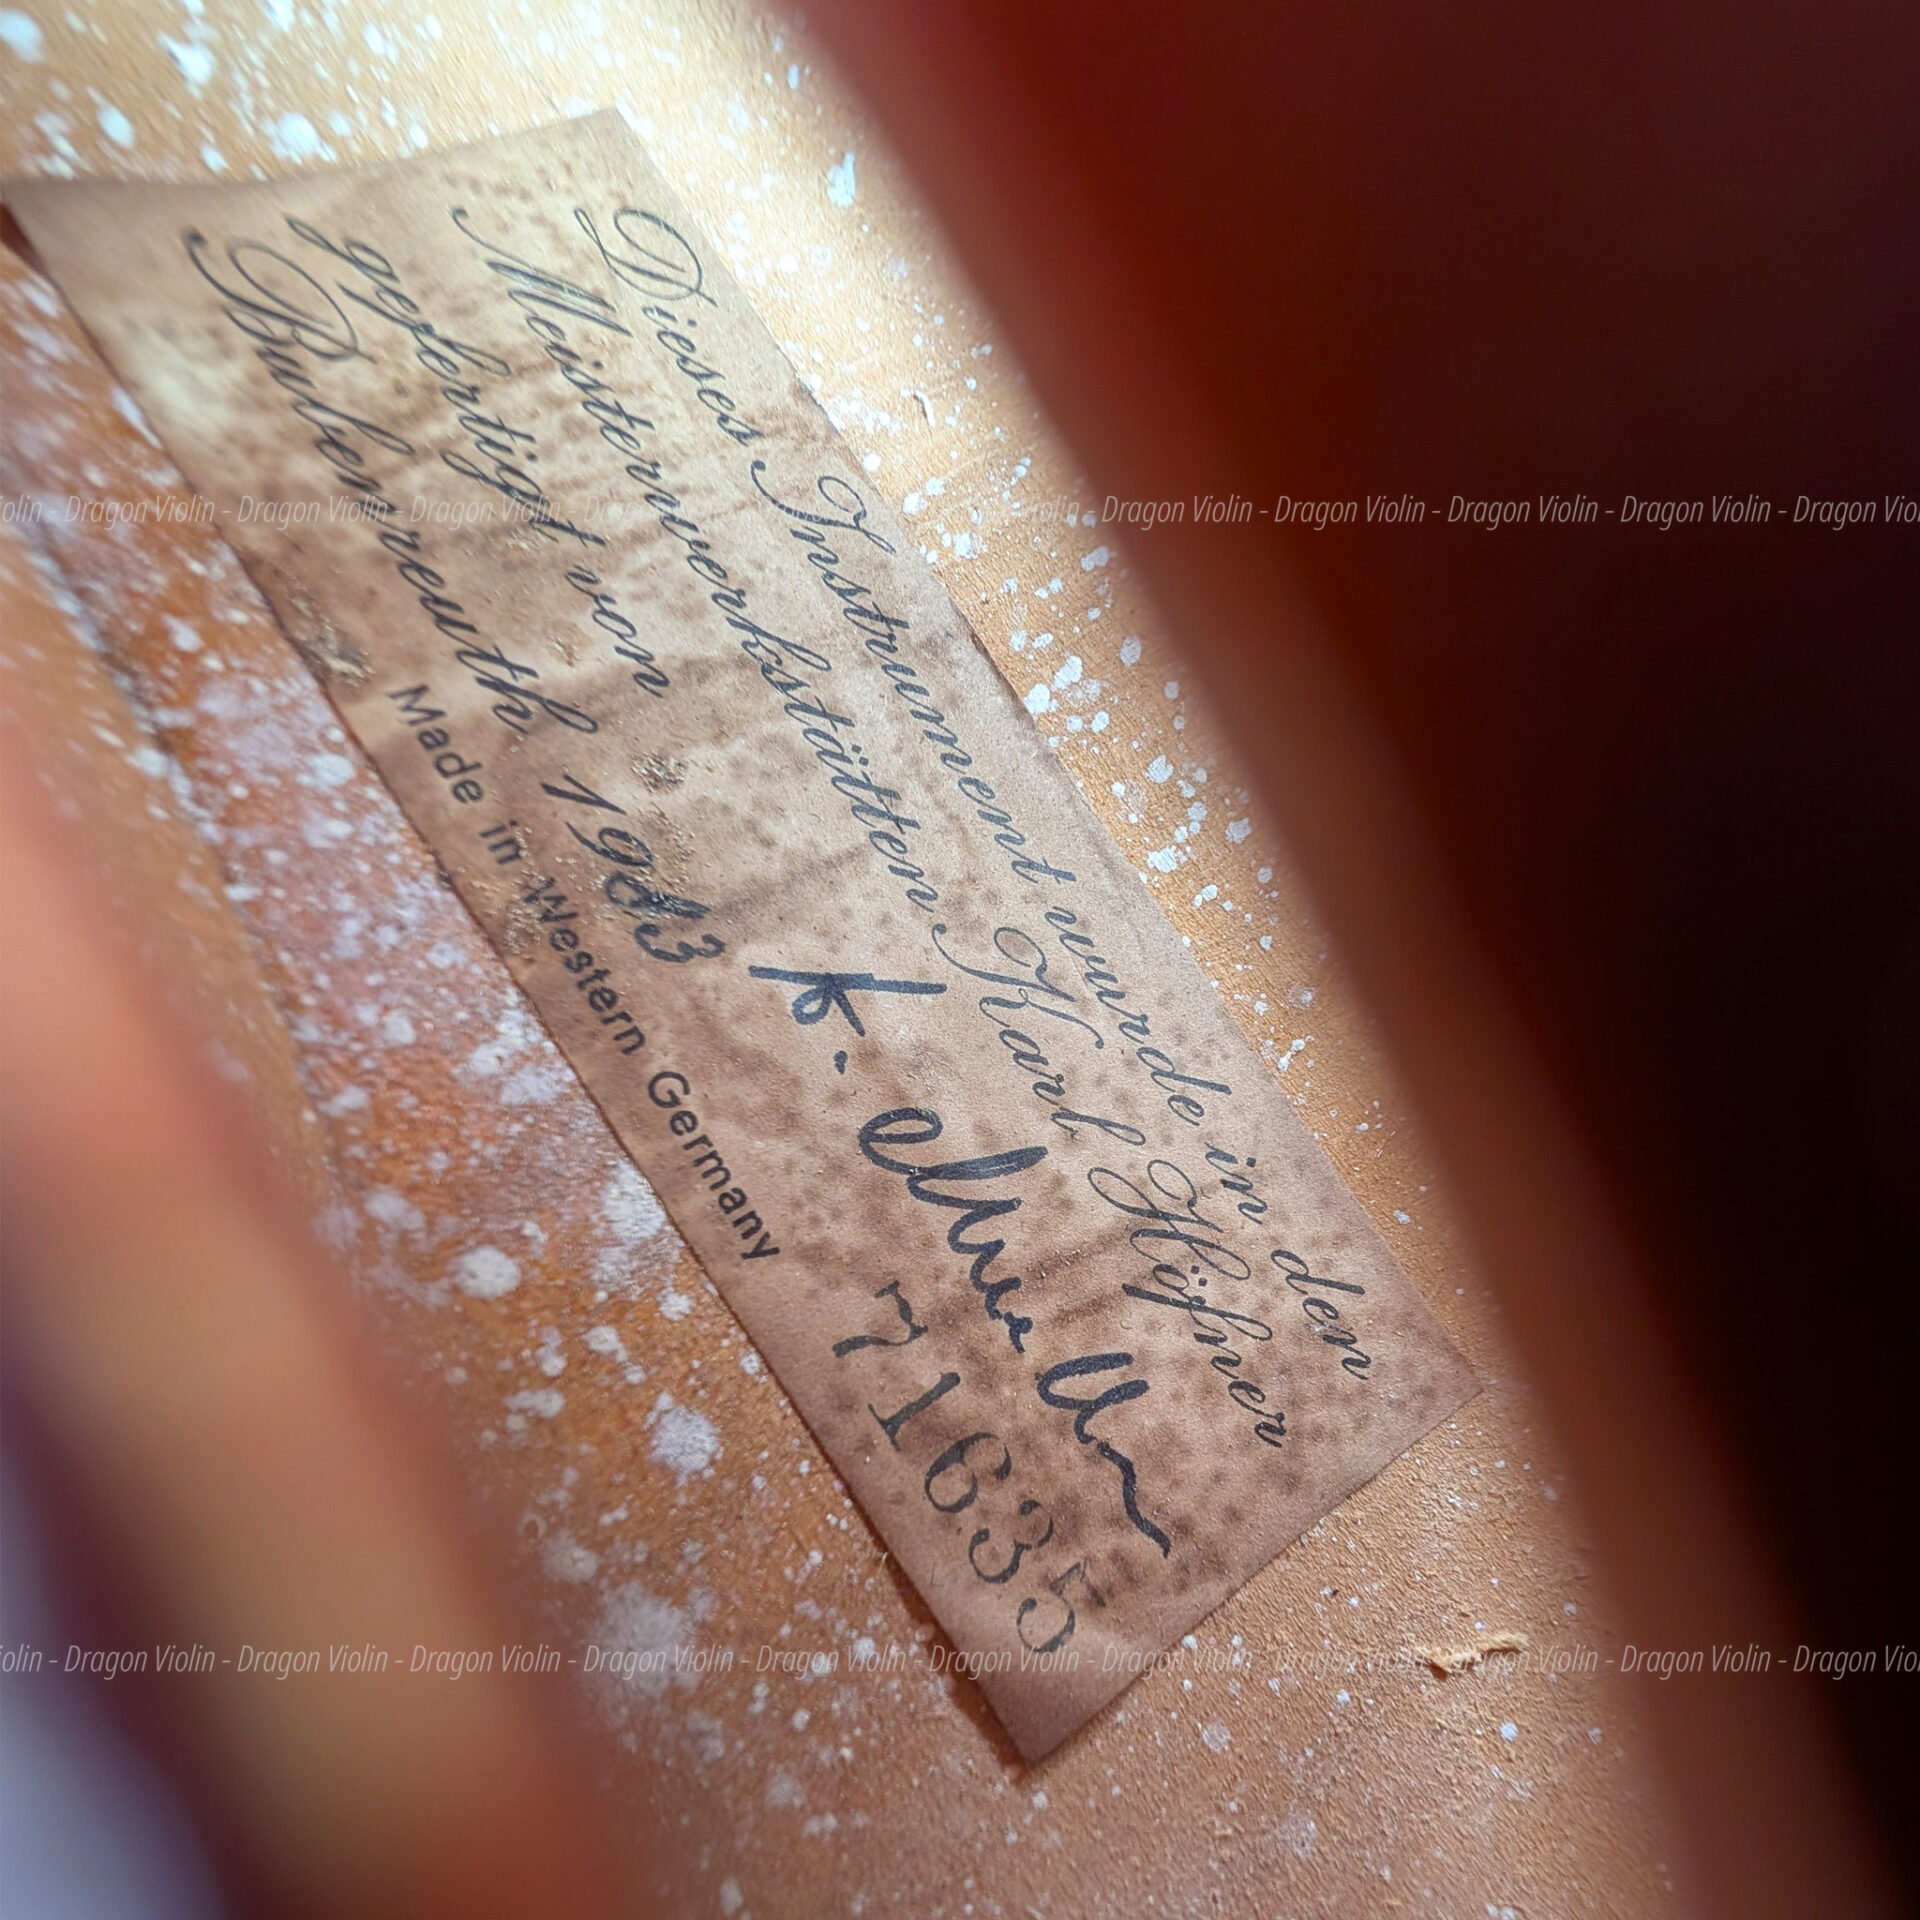 Dieses Instrument wurde in den
Meisterwerkstätten Karl Höfner
gefertigt von
Bubenreuth 1983
Made in Western Germany
71635
Dragon Violin - Dragon Violin - Dragon Violin - Dragon Violin - Dragon Violin - Dragon Violin - Dragon Violin - Dragon Violin - Dragon Violin - Dragon Violin
Dragon Violin - Dragon Violin - Dragon Violin - Dragon Violin - Dragon Violin - Dragon Violin - Dragon Violin - Dragon Violin - Dragon Violin - Dragon Violin